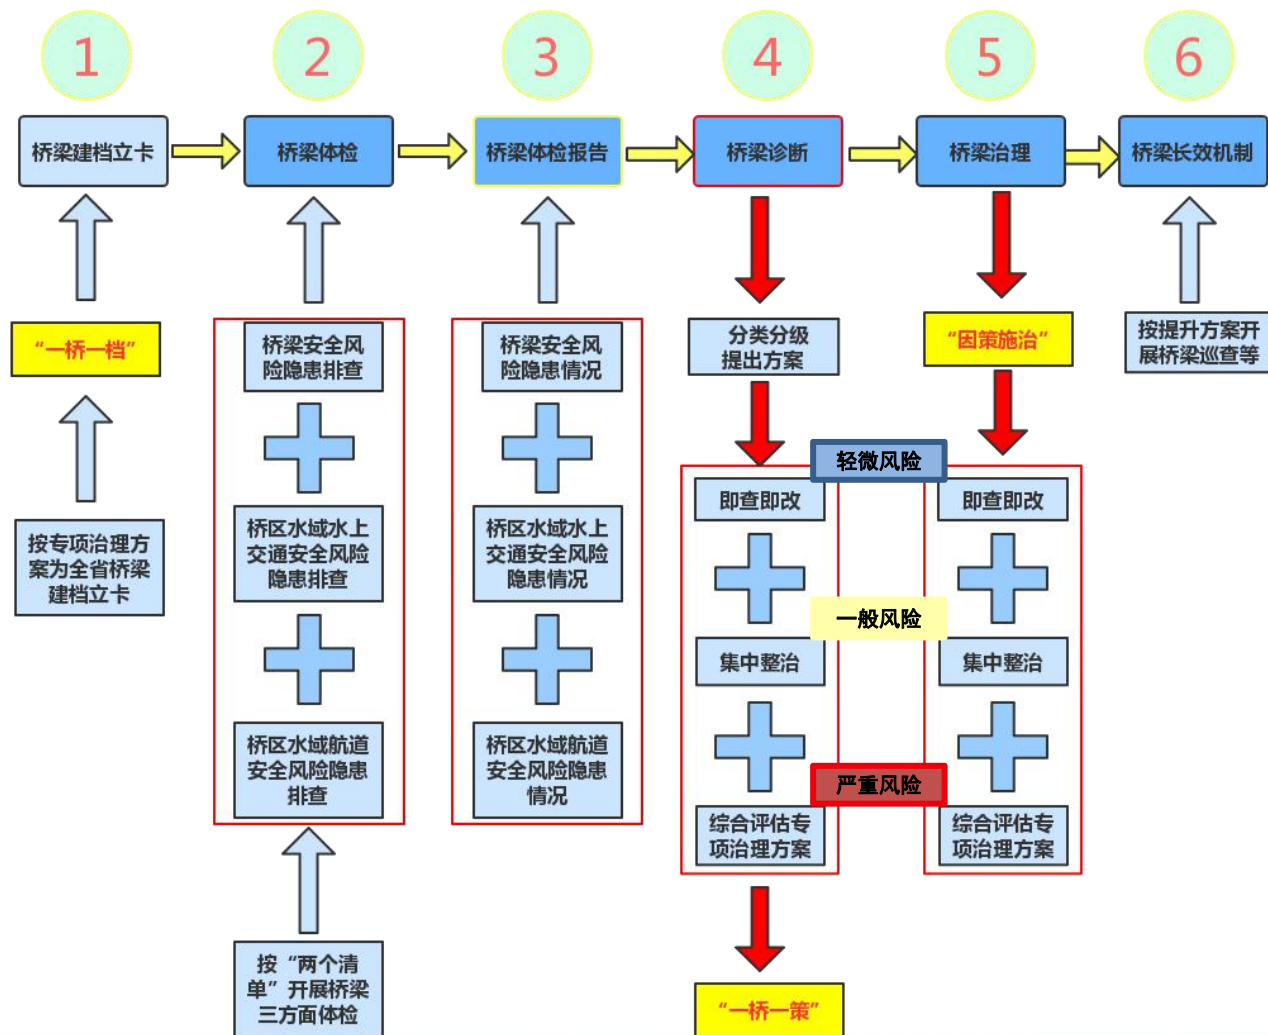 1
2
3
4
5
6
桥梁建档立卡
桥梁体检
桥梁体检报告
桥梁诊断
桥梁治理
桥梁长效机制
“一桥一档”
按专项治理方
案为全省桥梁
建档立卡
桥梁安全风
险隐患排查
桥区水域水上
交通安全风险
隐患排查
桥区水域航道
安全风险隐患
排查
按“两个清
单”开展桥梁
三方面体检
桥梁安全风
险隐患情况
桥区水域水上
交通安全风险
隐患情况
桥区水域航道
安全风险隐患
情况
分类分级
提出方案
即查即改
集中整治
综合评估专
项治理方案
“一桥一策”
轻微风险
一般风险
严重风险
“因策施治”
即查即改
集中整治
综合评估专
项治理方案
按提升方案开
展桥梁巡查等